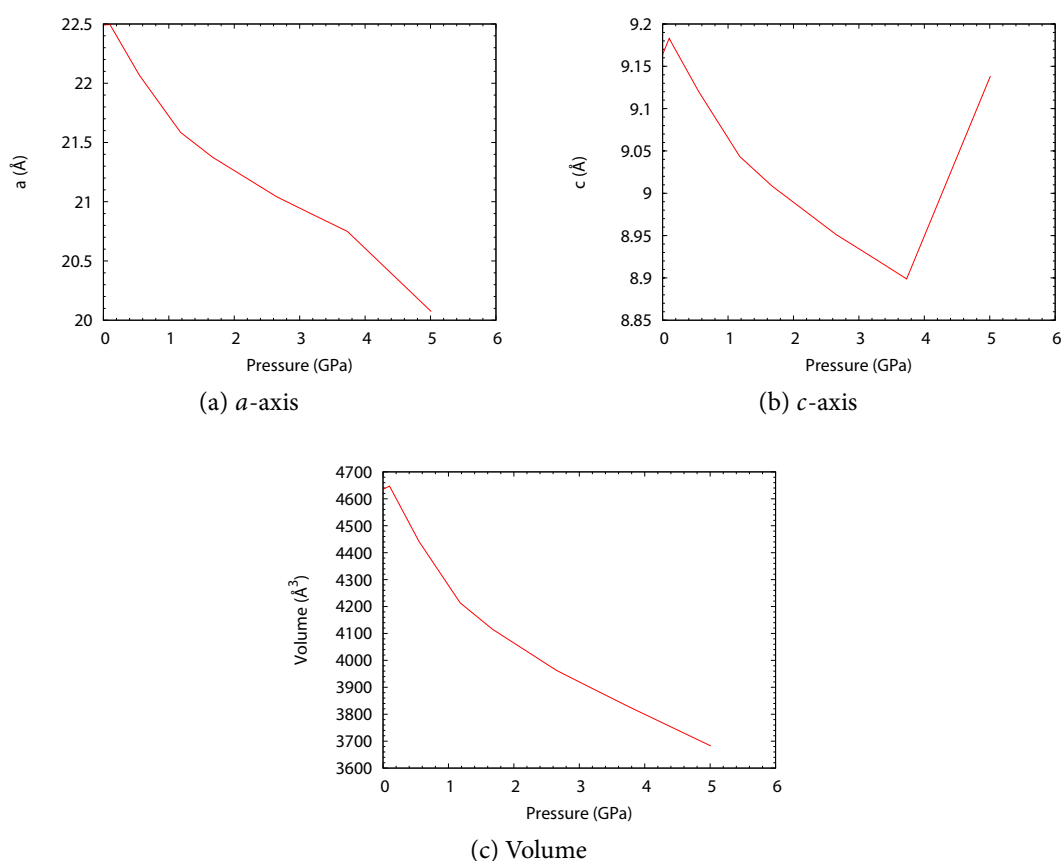 22.5
22
21.5
21
20.5
20
a (Å)
0 1 2 3 4 5 6
Pressure (GPa)
(a) a-axis
9.2
9.15
9.1
9.05
9
8.95
8.9
8.85
c (Å)
0 1 2 3 4 5 6
Pressure (GPa)
(b) c-axis
4700
4600
4500
4400
4300
4200
4100
4000
3900
3800
3700
3600
Volume (Å³)
0 1 2 3 4 5 6
Pressure (GPa)
(c) Volume